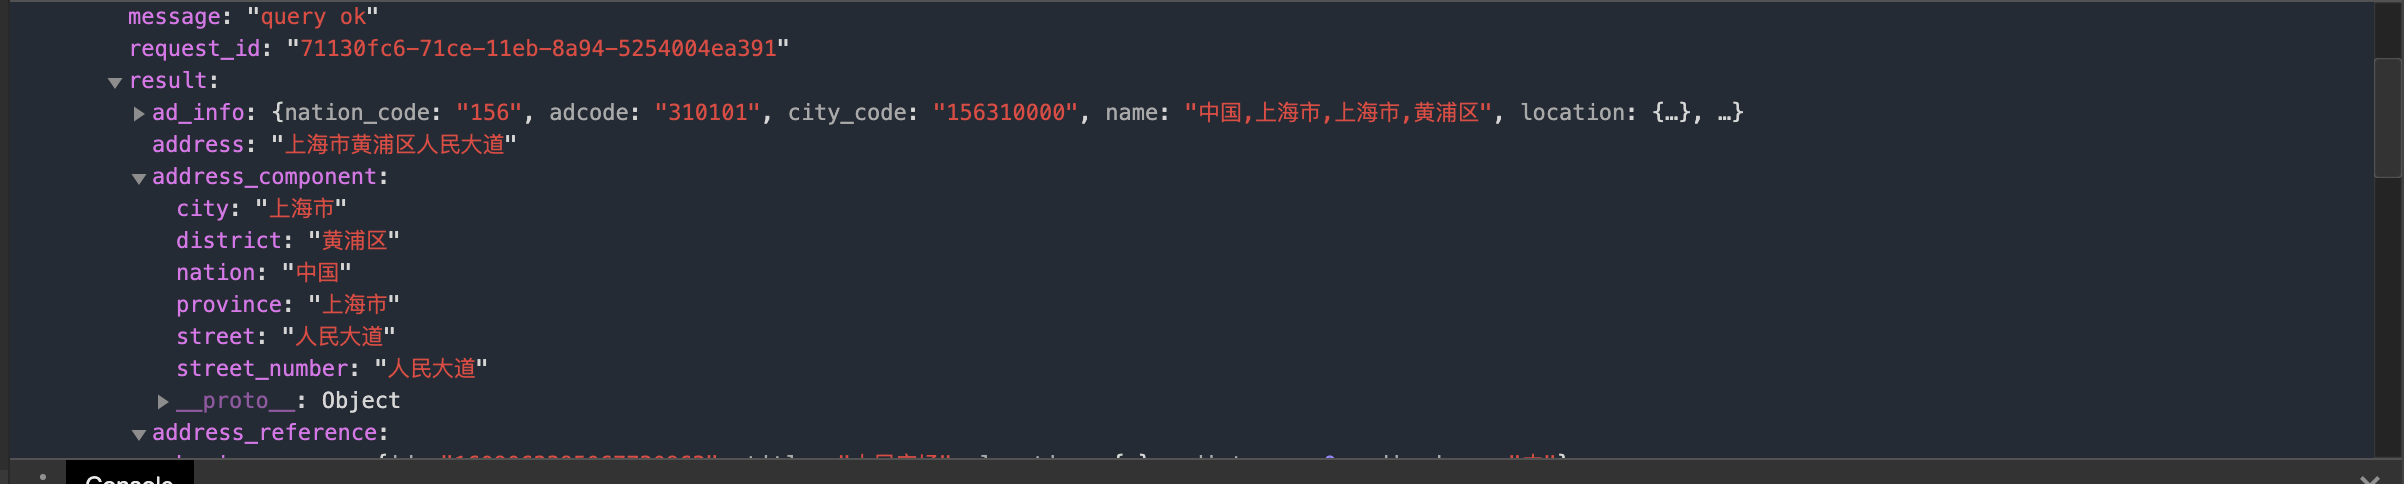 message: "query ok"
request_id: "71130fc6-71ce-11eb-8a94-5254004ea391"
result:
ad_info: {nation_code: "156", adcode: "310101", city_code: "156310000", name: "中国,上海市,上海市,黄浦区", location: {…}, …}
address: "上海市黄浦区人民大道"
address_component:
city: "上海市"
district: "黄浦区"
nation: "中国"
province: "上海市"
street: "人民大道"
street_number: "人民大道"
__proto__: Object
address_reference:
Console